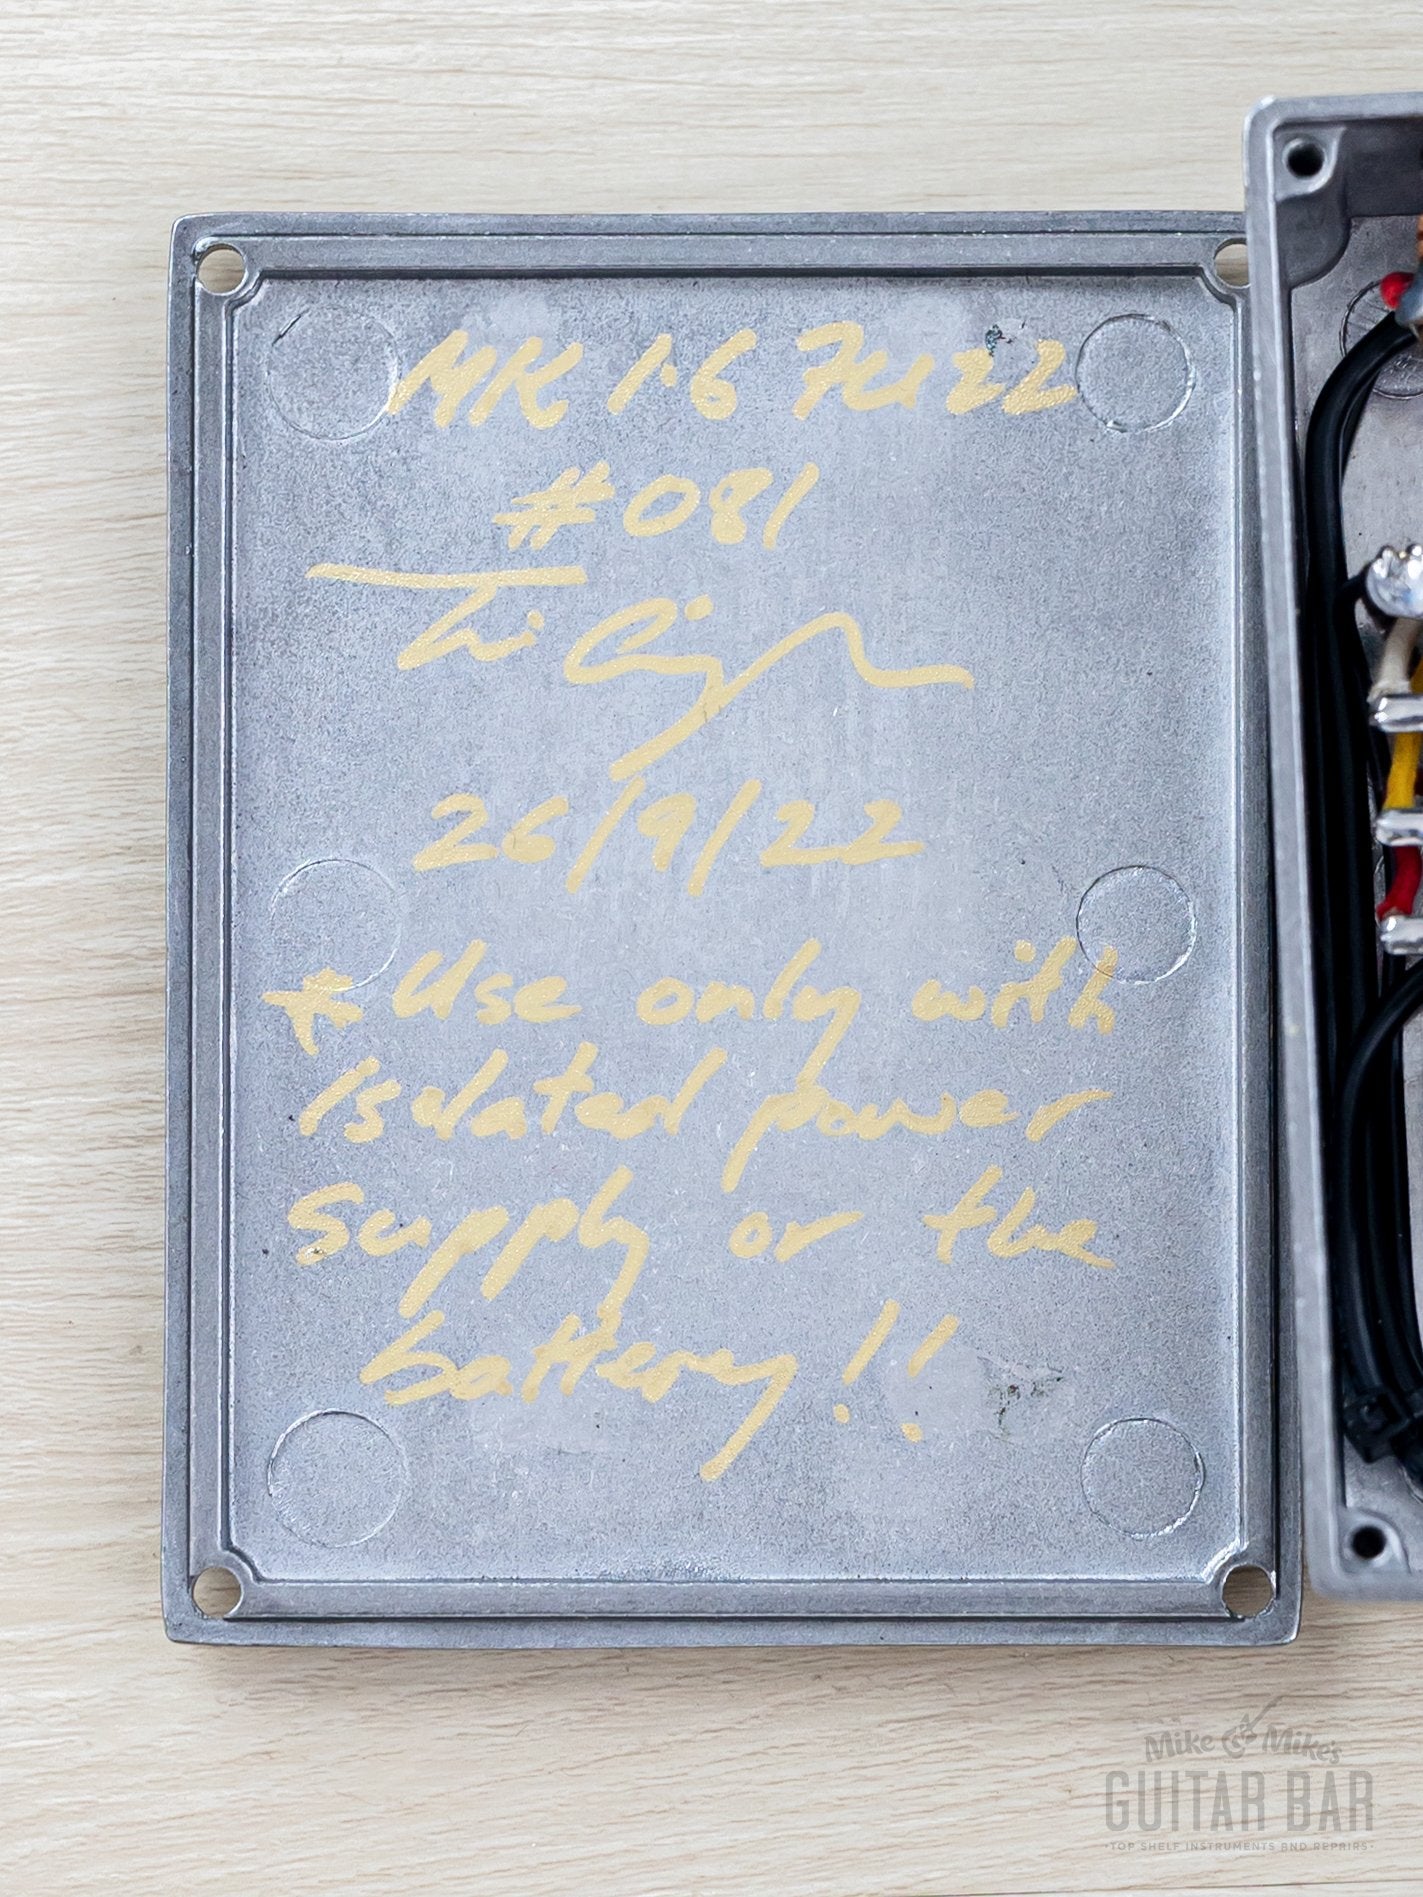 MK 1.6 Fuzz
#081
26/9/22
* Use only with
isolated power
supply or the
battery!!
Mike & Mike's
GUITAR BAR
·TOP SHELF INSTRUMENTS AND REPAIRS·